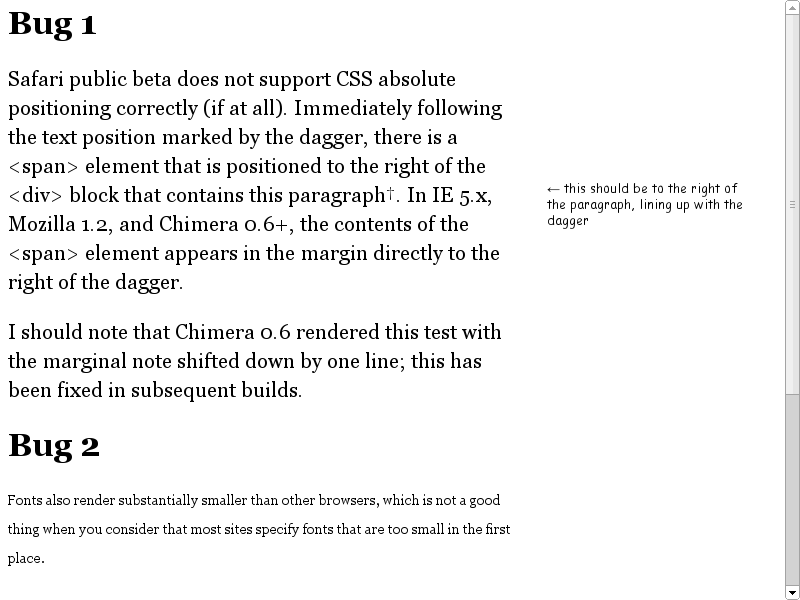 Bug 1
Safari public beta does not support CSS absolute
positioning correctly (if at all). Immediately following
the text position marked by the dagger, there is a
<span> element that is positioned to the right of the
<div> block that contains this paragraph†. In IE 5.x,
Mozilla 1.2, and Chimera 0.6+, the contents of the
<span> element appears in the margin directly to the
right of the dagger.
← this should be to the right of
the paragraph, lining up with the
dagger
I should note that Chimera 0.6 rendered this test with
the marginal note shifted down by one line; this has
been fixed in subsequent builds.
Bug 2
Fonts also render substantially smaller than other browsers, which is not a good
thing when you consider that most sites specify fonts that are too small in the first
place.